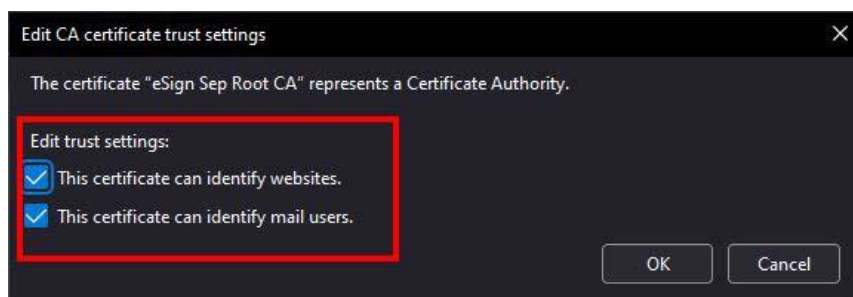 Edit CA certificate trust settings
The certificate "eSign Sep Root CA" represents a Certificate Authority.
Edit trust settings:
This certificate can identify websites.
This certificate can identify mail users.
OK Cancel